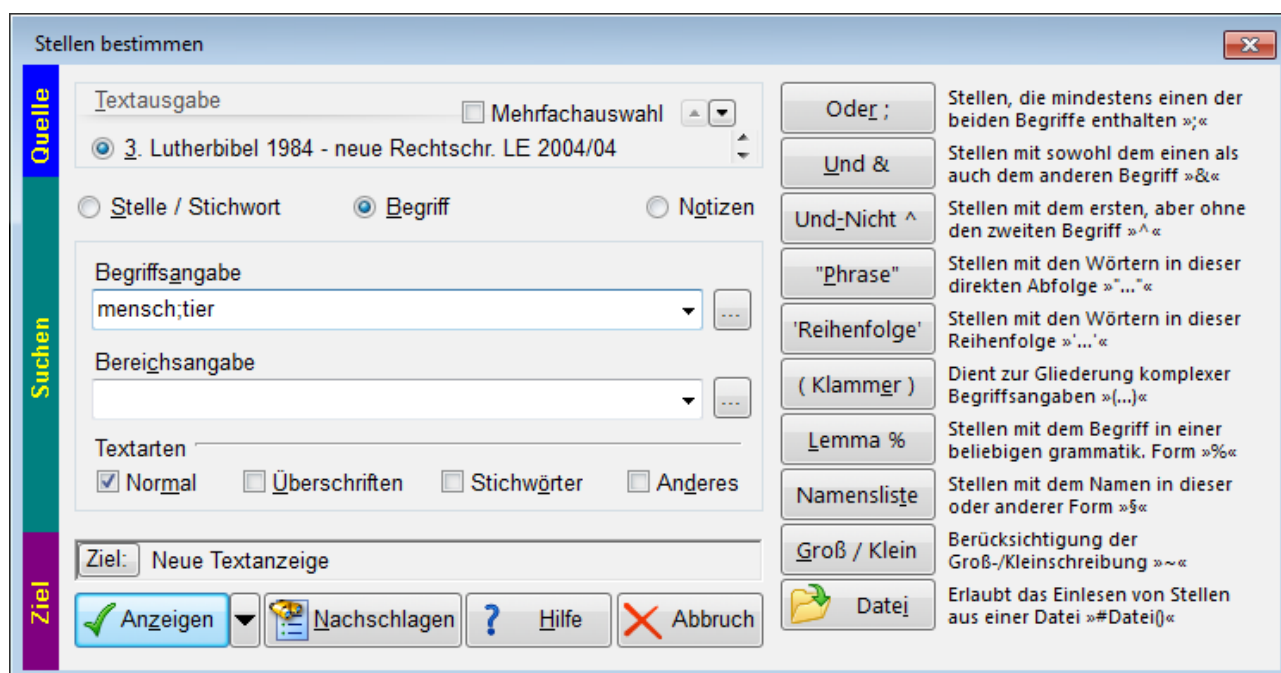 Stellen bestimmen
Quelle
Textausgabe
Mehrfachauswahl
3. Lutherbibel 1984 - neue Rechtschr. LE 2004/04
Suchen
Stelle / Stichwort
Begriff
Notizen
Begriffsangabe
mensch;tier
...
Bereichsangabe
...
Textarten
Normal
Überschriften
Stichwörter
Anderes
Ziel
Ziel:
Neue Textanzeige
Anzeigen
Nachschlagen
? Hilfe
Abbruch
Oder ;
Stellen, die mindestens einen der
beiden Begriffe enthalten »;«
Und &
Stellen mit sowohl dem einen als
auch dem anderen Begriff »&«
Und-Nicht ^
Stellen mit dem ersten, aber ohne
den zweiten Begriff »^«
"Phrase"
Stellen mit den Wörtern in dieser
direkten Abfolge »"..."«
'Reihenfolge'
Stellen mit den Wörtern in dieser
Reihenfolge »'...'«
( Klammer )
Dient zur Gliederung komplexer
Begriffsangaben »(...)«
Lemma %
Stellen mit dem Begriff in einer
beliebigen grammatik. Form »%«
Namensliste
Stellen mit dem Namen in dieser
oder anderer Form »§«
Groß / Klein
Berücksichtigung der
Groß-/Kleinschreibung »~«
Datei
Erlaubt das Einlesen von Stellen
aus einer Datei »#Datei()«